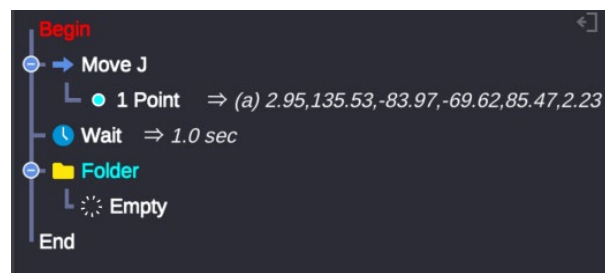 Begin
Move J
1 Point ⇒ (a) 2.95,135.53,-83.97,-69.62,85.47,2.23
Wait ⇒ 1.0 sec
Folder
Empty
End